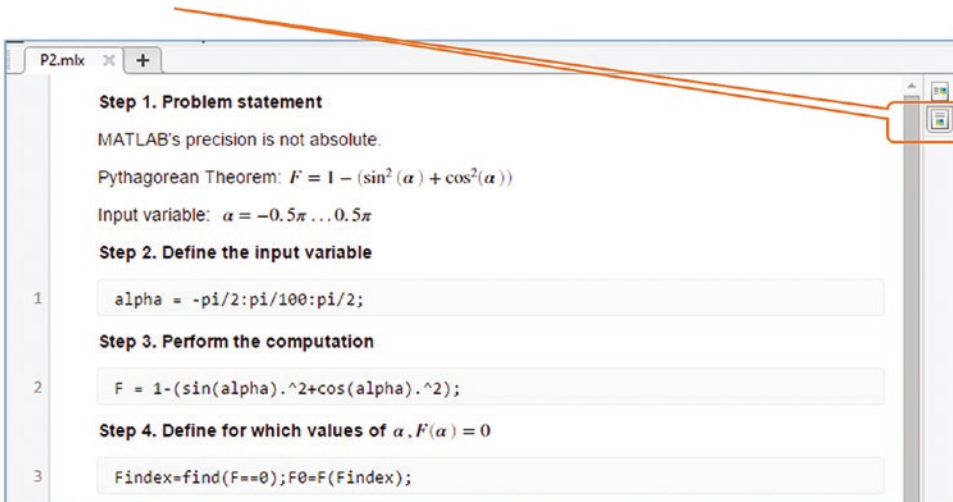 P2.mlx
Step 1. Problem statement
MATLAB's precision is not absolute.
Pythagorean Theorem: F = 1 − (sin² (α) + cos²(α))
Input variable: α = −0.5π …0.5π
Step 2. Define the input variable
1 alpha = -pi/2:pi/100:pi/2;
Step 3. Perform the computation
2 F = 1-(sin(alpha).^2+cos(alpha).^2);
Step 4. Define for which values of α, F(α) = 0
3 Findex=find(F==0);F0=F(Findex);